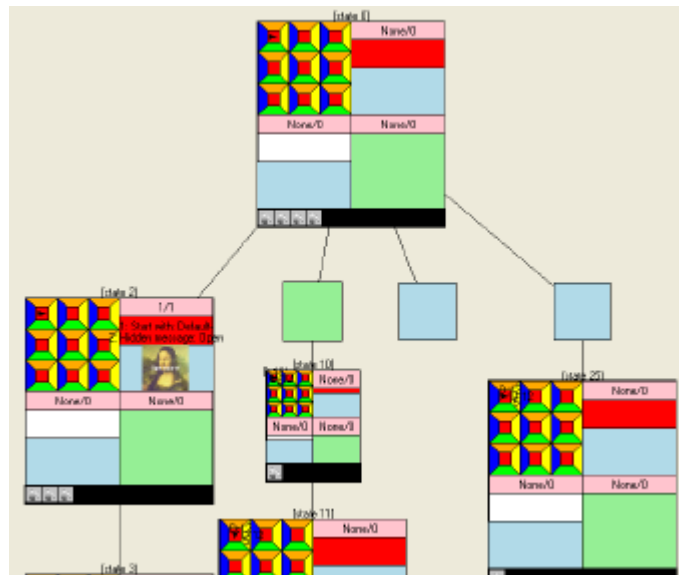 [state 0]
None/0
None/0
None/0
[state 2]
1/1
Start with Default
Hidden message: Open
None/0
None/0
[state 10]
None/0
None/0
None/0
[state 25]
None/0
None/0
None/0
[state 11]
None/0
[state 3]